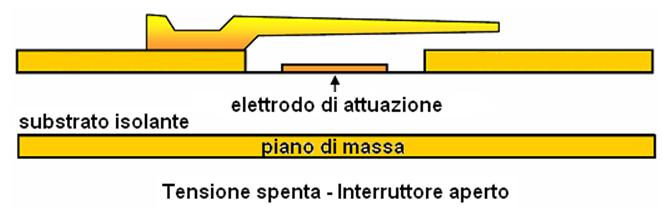 elettrodo di attuazione
substrato isolante
piano di massa
Tensione spenta - Interruttore aperto